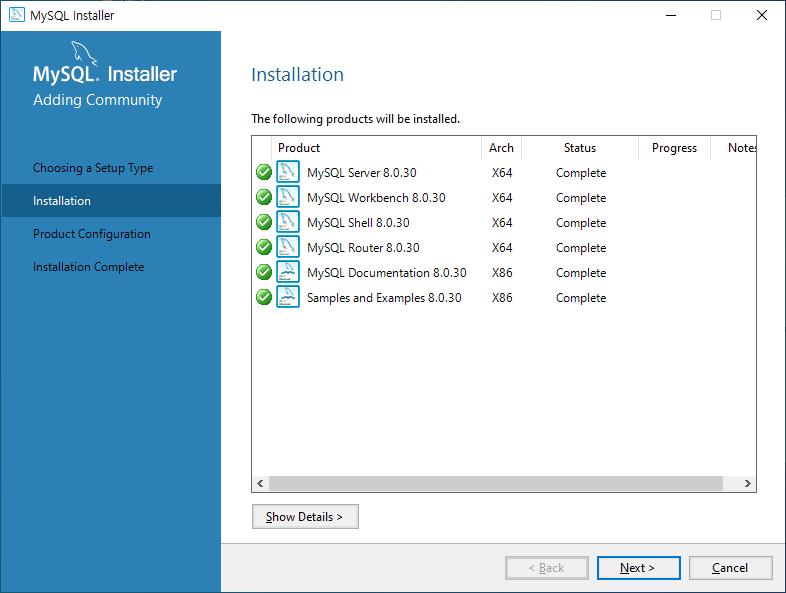 MySQL Installer
MySQL. Installer
Adding Community
Choosing a Setup Type
Installation
Product Configuration
Installation Complete
Installation
The following products will be installed.
Product Arch Status Progress Notes
MySQL Server 8.0.30 X64 Complete
MySQL Workbench 8.0.30 X64 Complete
MySQL Shell 8.0.30 X64 Complete
MySQL Router 8.0.30 X64 Complete
MySQL Documentation 8.0.30 X86 Complete
Samples and Examples 8.0.30 X86 Complete
Show Details >
< Back Next > Cancel